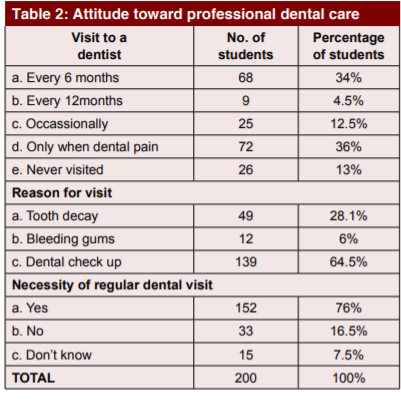 Table 2: Attitude toward professional dental care
Visit to a dentist No. of students Percentage of students
a. Every 6 months 68 34%
b. Every 12months 9 4.5%
c. Occassionally 25 12.5%
d. Only when dental pain 72 36%
e. Never visited 26 13%
Reason for visit
a. Tooth decay 49 28.1%
b. Bleeding gums 12 6%
c. Dental check up 139 64.5%
Necessity of regular dental visit
a. Yes 152 76%
b. No 33 16.5%
c. Don't know 15 7.5%
TOTAL 200 100%